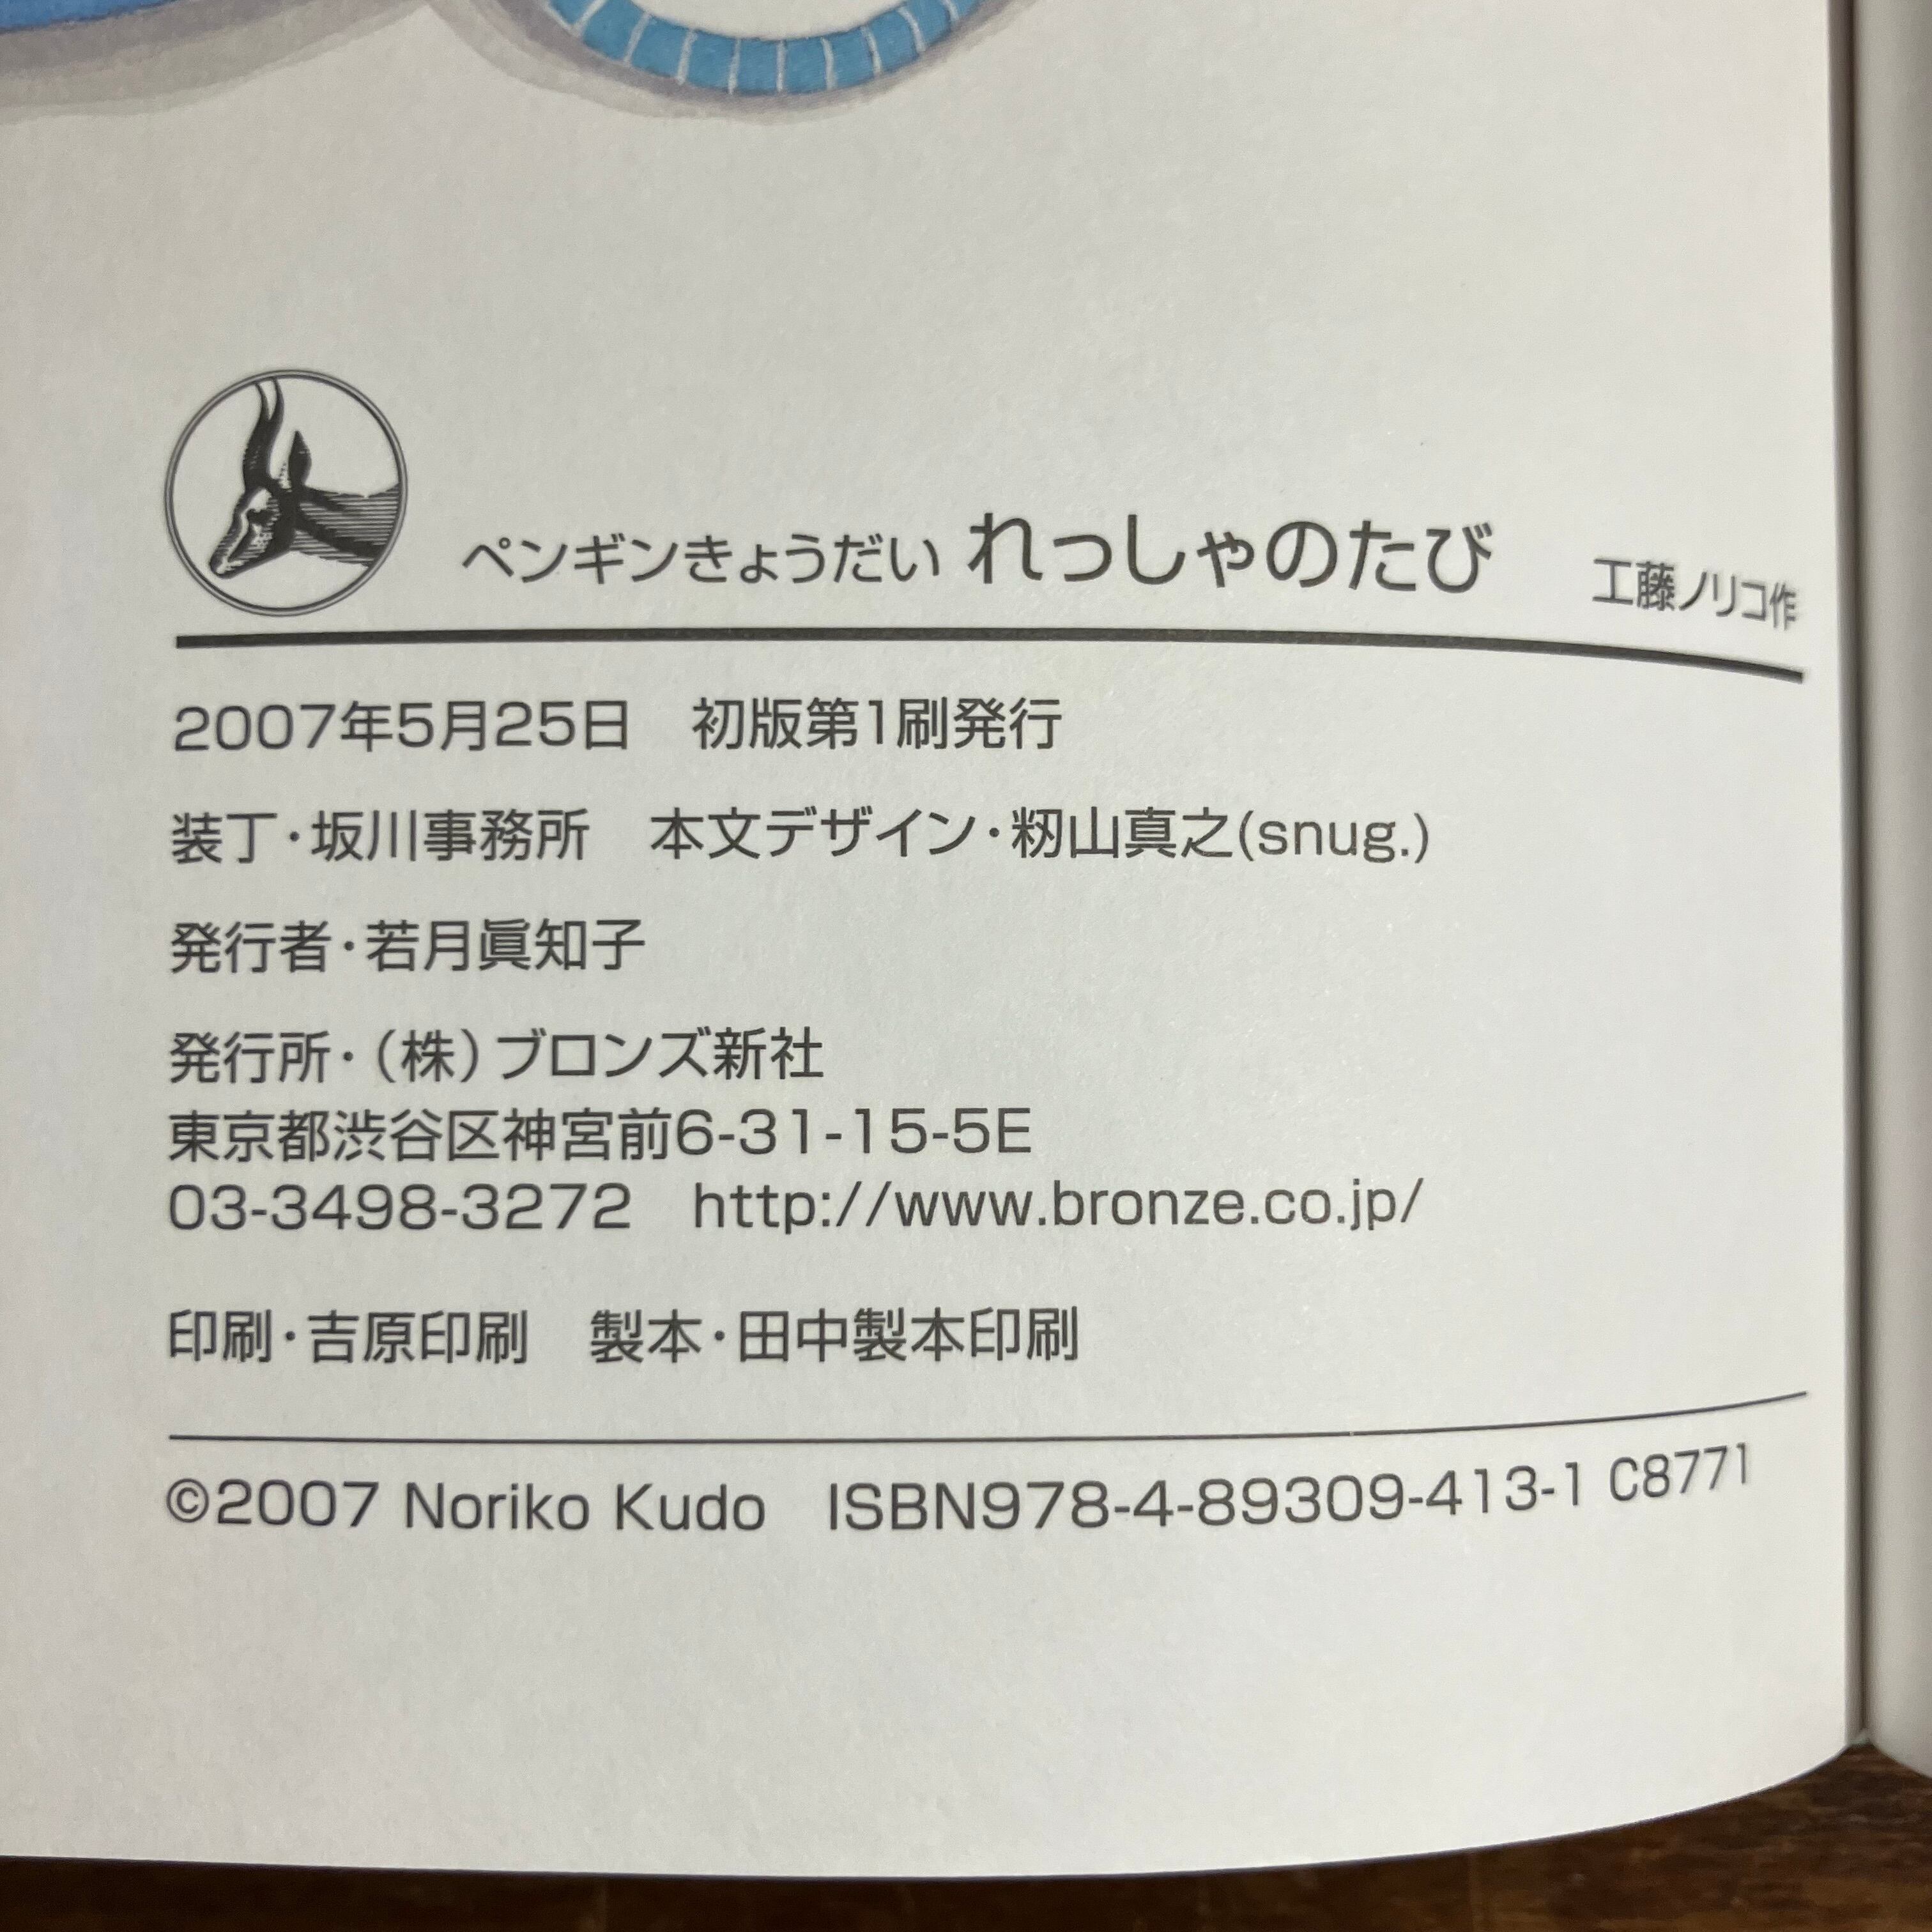 ペンギンきょうだい れっしゃのたび 工藤ノリコ作
2007年5月25日　初版第1刷発行
装丁・坂川事務所　本文デザイン・籾山真之(snug.)
発行者・若月眞知子
発行所・（株）ブロンズ新社
東京都渋谷区神宮前6-31-15-5E
03-3498-3272　http://www.bronze.co.jp/
印刷・吉原印刷　製本・田中製本印刷
©2007 Noriko Kudo　ISBN978-4-89309-413-1 C8771